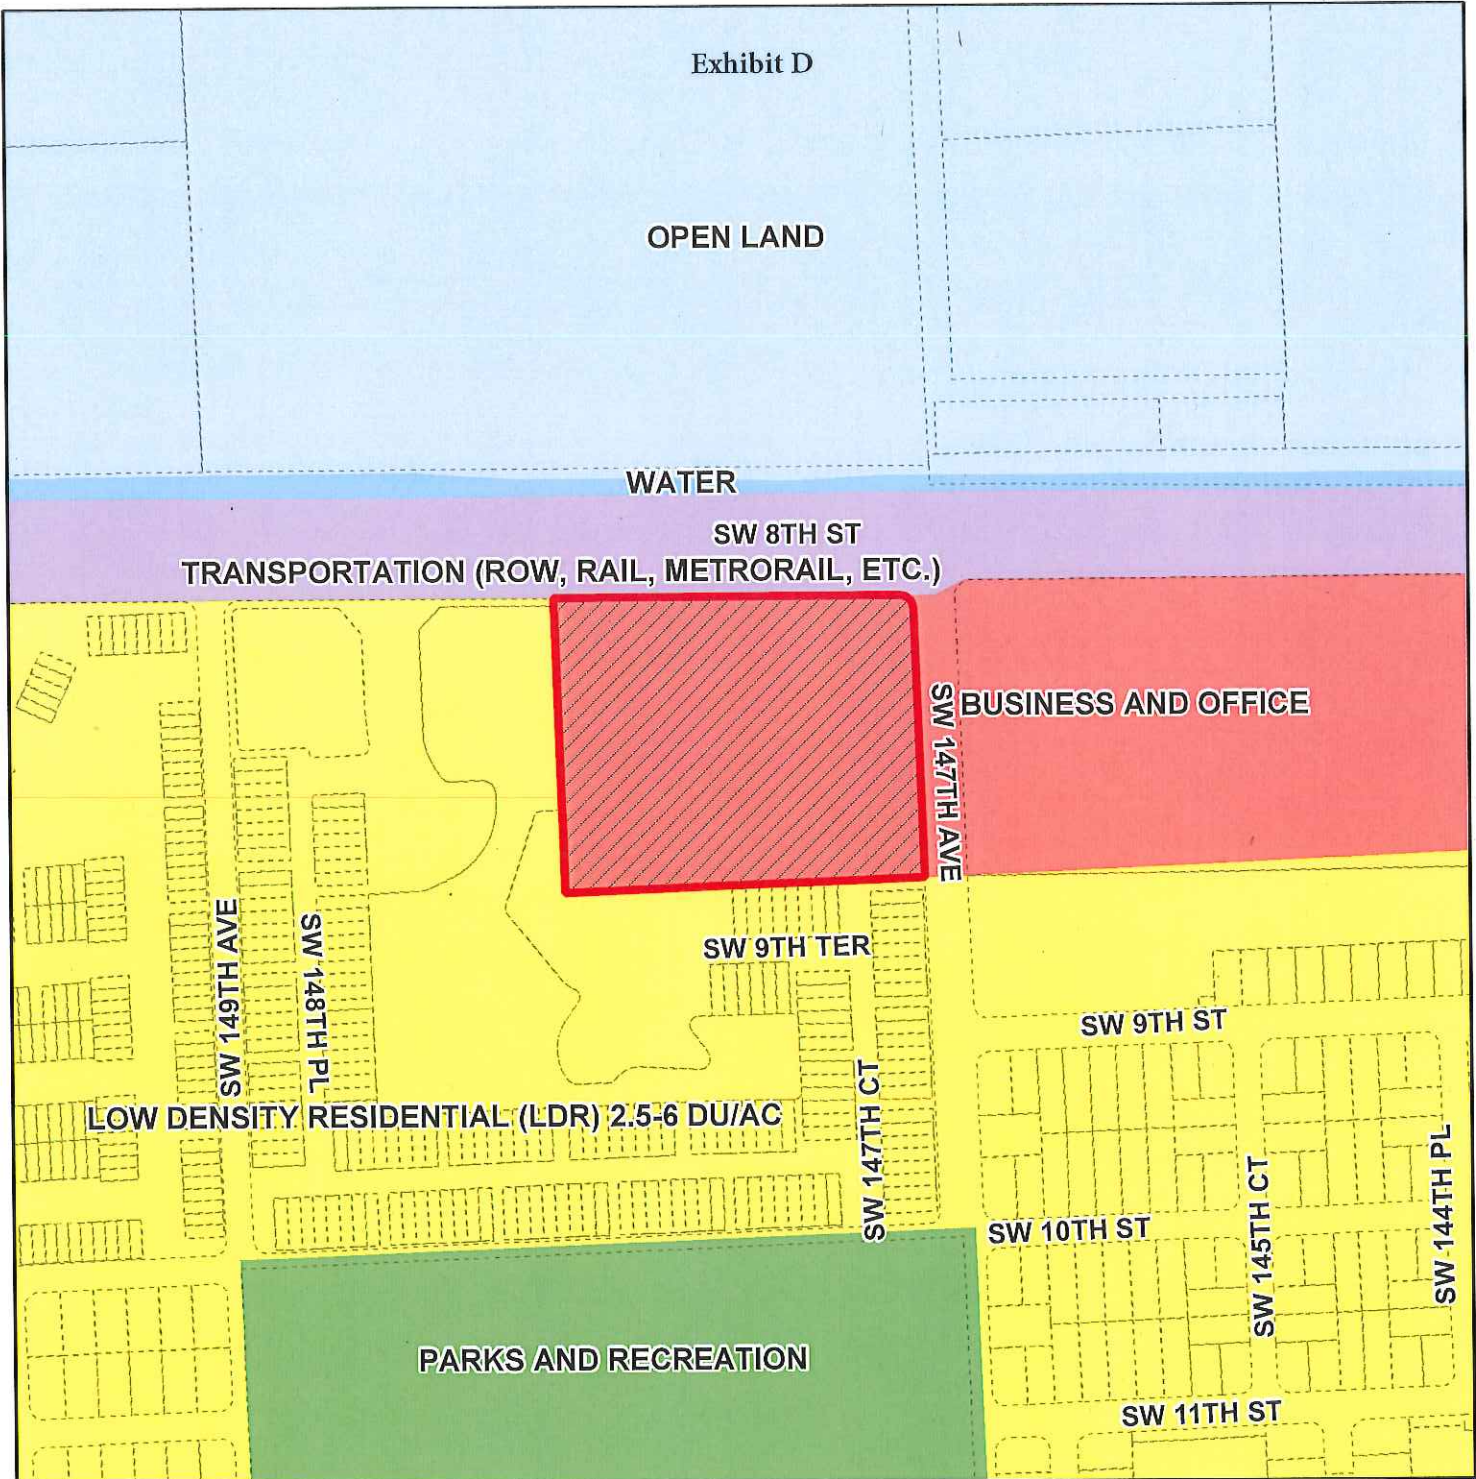 Exhibit D
OPEN LAND
WATER
SW 8TH ST
TRANSPORTATION (ROW, RAIL, METRORAIL, ETC.)
SW 147TH AVE
BUSINESS AND OFFICE
SW 149TH AVE
SW 148TH PL
SW 9TH TER
SW 9TH ST
LOW DENSITY RESIDENTIAL (LDR) 2.5-6 DU/AC
SW 147TH CT
SW 10TH ST
SW 145TH CT
SW 144TH PL
PARKS AND RECREATION
SW 11TH ST